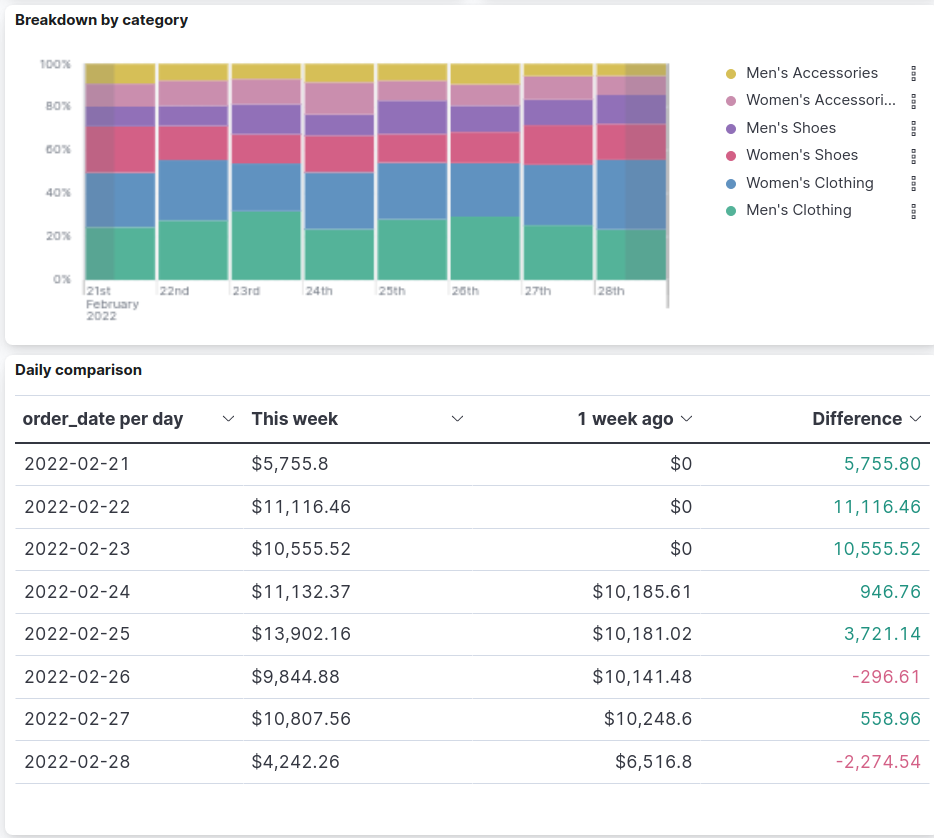 Breakdown by category
100%
80%
60%
40%
20%
0%
21st 22nd 23rd 24th 25th 26th 27th 28th
February
2022
Men's Accessories
Women's Accessori...
Men's Shoes
Women's Shoes
Women's Clothing
Men's Clothing
Daily comparison
order_date per day This week 1 week ago Difference
2022-02-21 $5,755.8 $0 5,755.80
2022-02-22 $11,116.46 $0 11,116.46
2022-02-23 $10,555.52 $0 10,555.52
2022-02-24 $11,132.37 $10,185.61 946.76
2022-02-25 $13,902.16 $10,181.02 3,721.14
2022-02-26 $9,844.88 $10,141.48 -296.61
2022-02-27 $10,807.56 $10,248.6 558.96
2022-02-28 $4,242.26 $6,516.8 -2,274.54